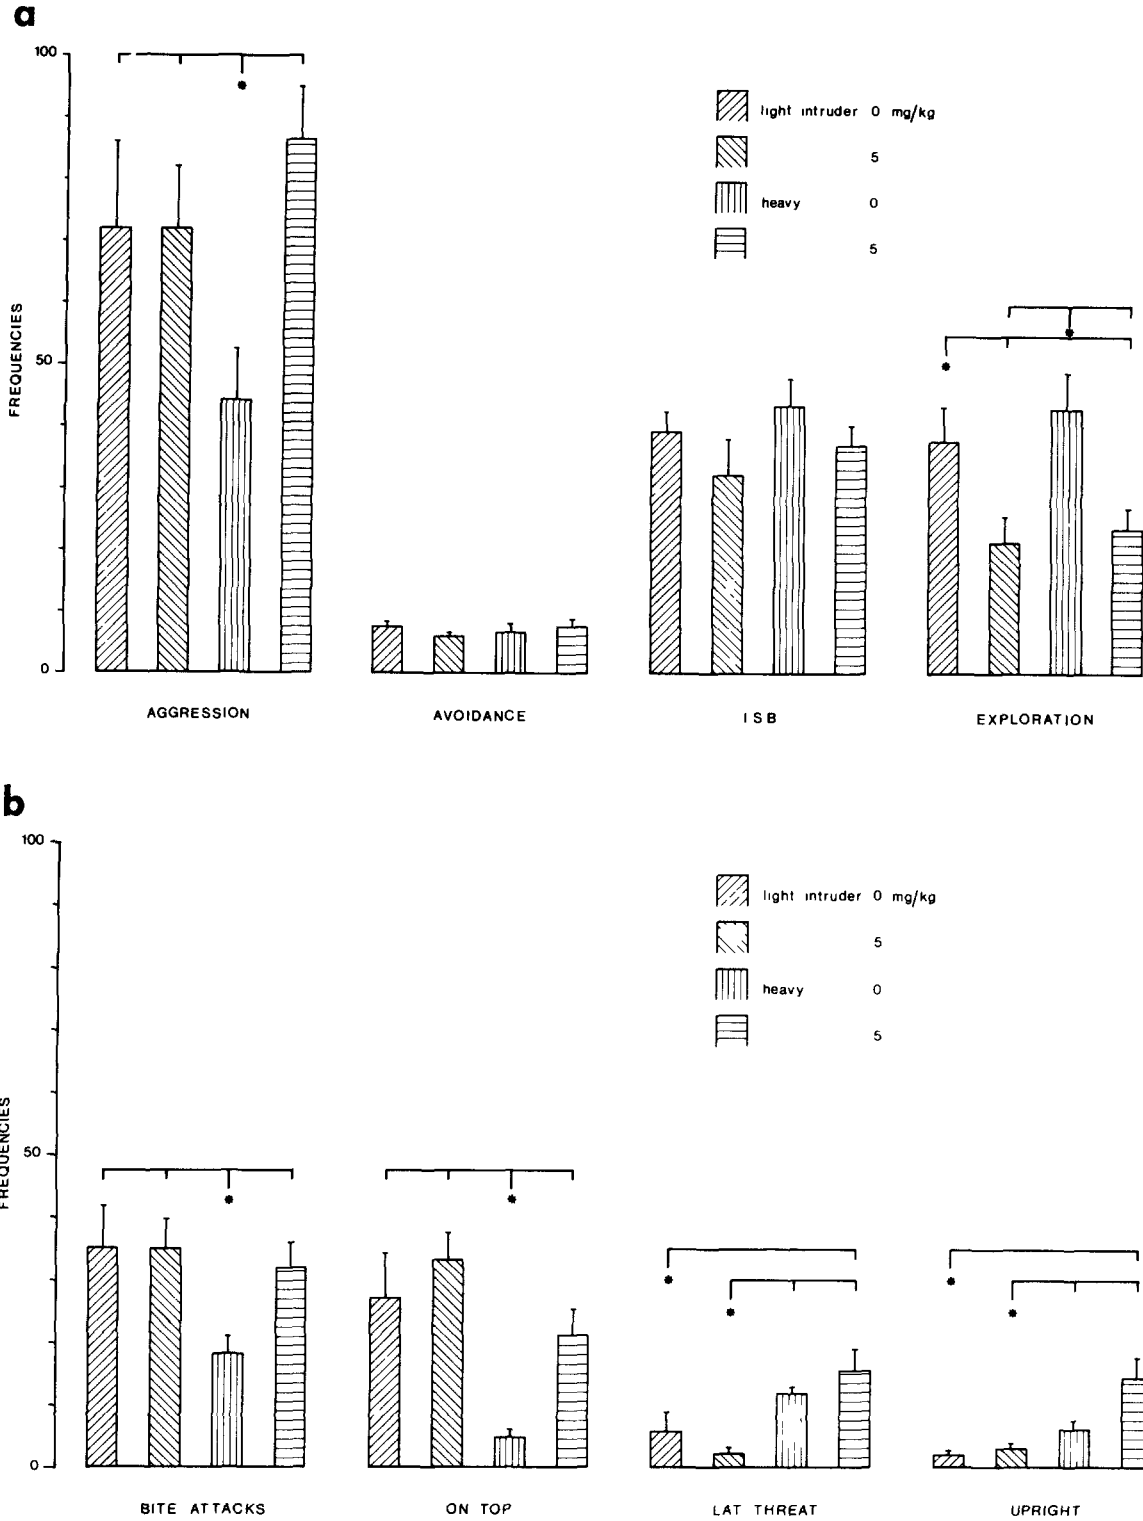 a
100
50
0
FREQUENCIES
light intruder 0 mg/kg
5
heavy 0
5
AGGRESSION AVOIDANCE ISB EXPLORATION
b
100
50
0
FREQUENCIES
light intruder 0 mg/kg
5
heavy 0
5
BITE ATTACKS ON TOP LAT THREAT UPRIGHT